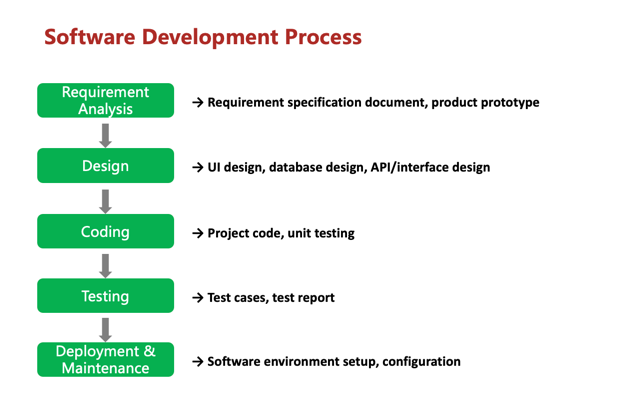 Software Development Process
Requirement
Analysis
→ Requirement specification document, product prototype
Design
→ UI design, database design, API/interface design
Coding
→ Project code, unit testing
Testing
→ Test cases, test report
Deployment &
Maintenance
→ Software environment setup, configuration